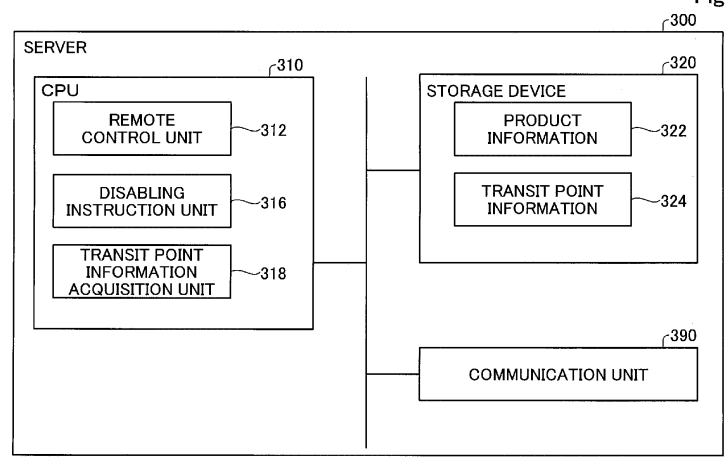 Fig
300
SERVER
310
CPU
REMOTE
CONTROL UNIT
312
DISABLING
INSTRUCTION UNIT
316
TRANSIT POINT
INFORMATION
ACQUISITION UNIT
318
320
STORAGE DEVICE
PRODUCT
INFORMATION
322
TRANSIT POINT
INFORMATION
324
390
COMMUNICATION UNIT